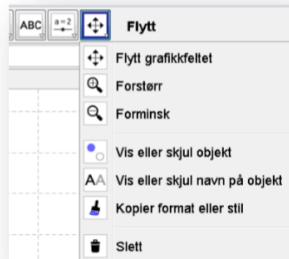 ABC
a=2
Flytt
Flytt grafikkfeltet
Forstørr
Forminsk
Vis eller skjul objekt
AA Vis eller skjul navn på objekt
Kopier format eller stil
Slett